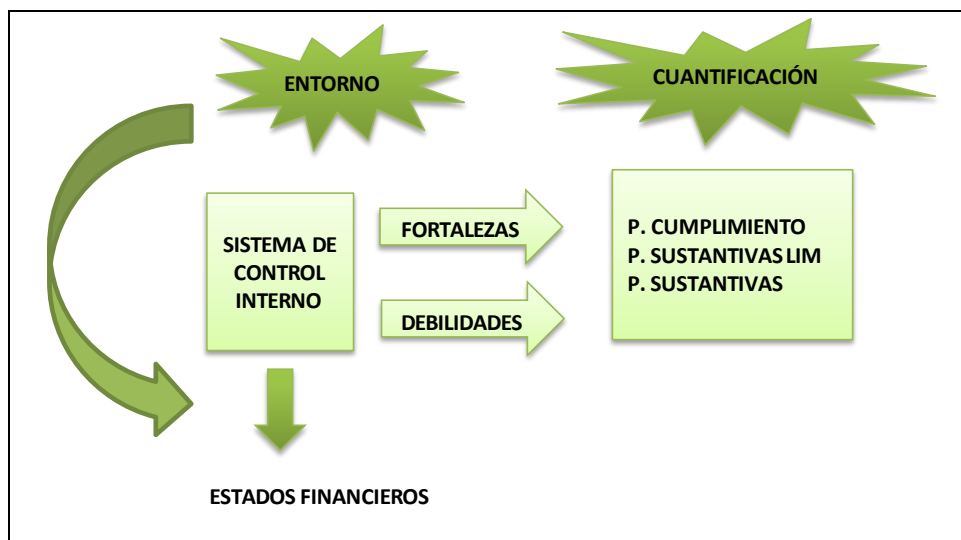 ENTORNO
CUANTIFICACIÓN
SISTEMA DE
CONTROL
INTERNO
FORTALEZAS
DEBILIDADES
P. CUMPLIMIENTO
P. SUSTANTIVAS LIM
P. SUSTANTIVAS
ESTADOS FINANCIEROS